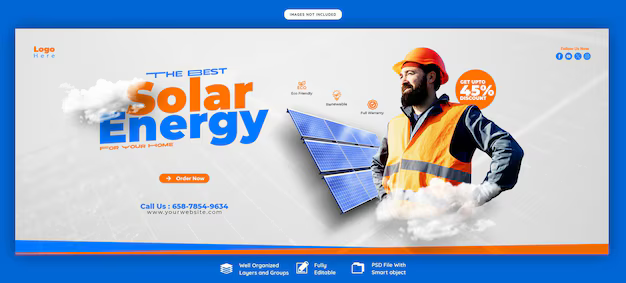 IMAGES NOT INCLUDED
Logo
Here
Follow Us Now
THE BEST
Solar
Energy
FOR YOUR HOME
ECO
Eco Friendly
Renewable
Full Warranty
GET UPTO
45%
DISCOUNT
Order Now
Call Us : 658-7854-9634
www.yourwebsite.com
Well Organized
Layers and Groups
Fully
Editable
PSD File With
Smart object